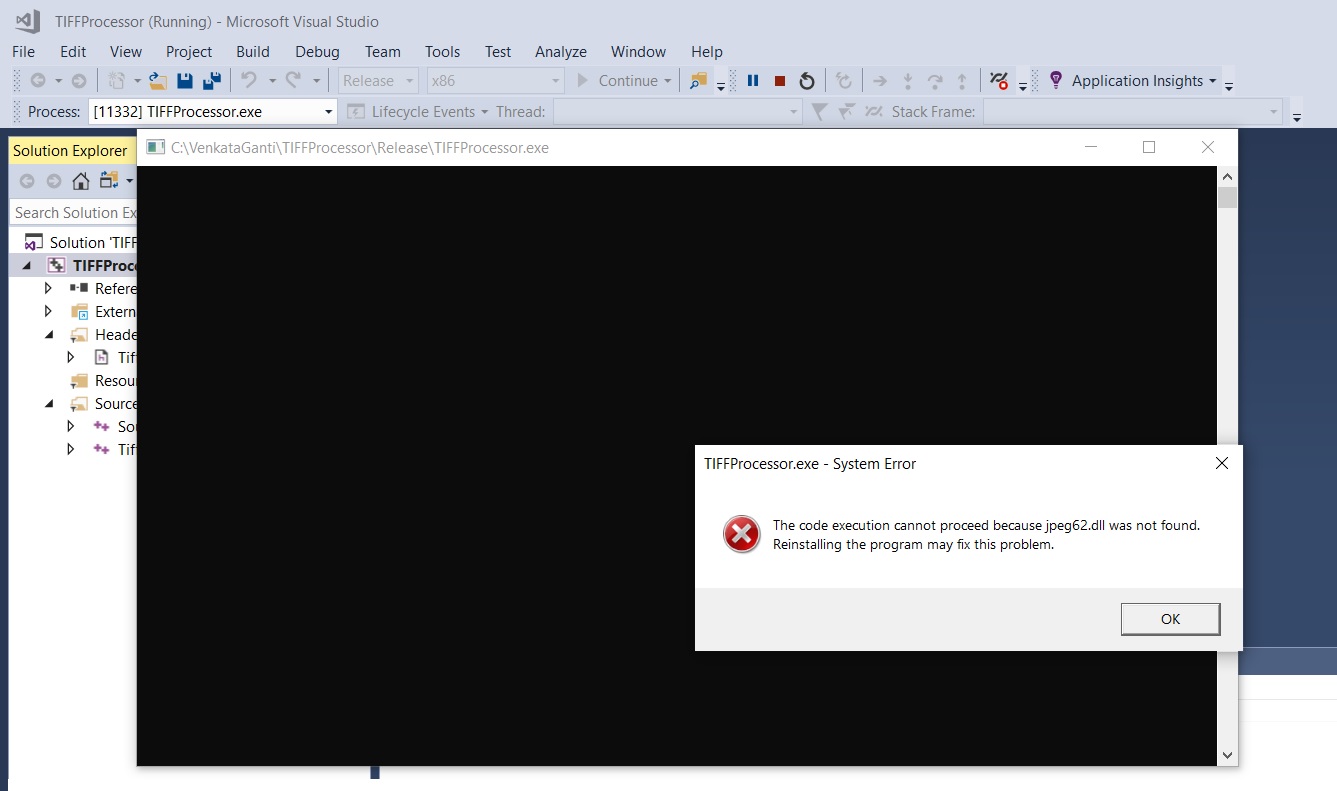 TIFFProcessor (Running) - Microsoft Visual Studio
File Edit View Project Build Debug Team Tools Test Analyze Window Help
Release x86 Continue Application Insights
Process: [11332] TIFFProcessor.exe Lifecycle Events Thread: Stack Frame:
Solution Explorer
C:\VenkataGanti\TIFFProcessor\Release\TIFFProcessor.exe
Search Solution Ex
Solution 'TIFF
TIFFProc
Refere
Extern
Heade
Tif
Resou
Source
Sou
Tif
TIFFProcessor.exe - System Error
The code execution cannot proceed because jpeg62.dll was not found.
Reinstalling the program may fix this problem.
OK